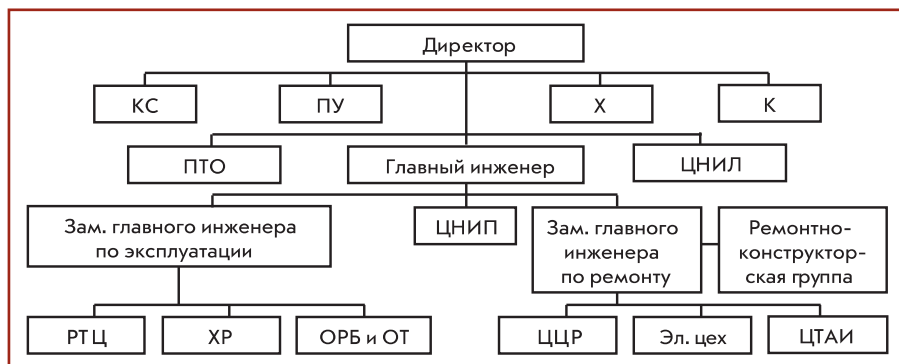 Директор
КС
ПУ
Х
К
ПТО
Главный инженер
ЦНИЛ
Зам. главного инженера
по эксплуатации
ЦНИП
Зам. главного
инженера
по ремонту
Ремонтно-
конструктор-
ская группа
РТЦ
ХР
ОРБ и ОТ
ЦЦР
Эл. цех
ЦТАИ